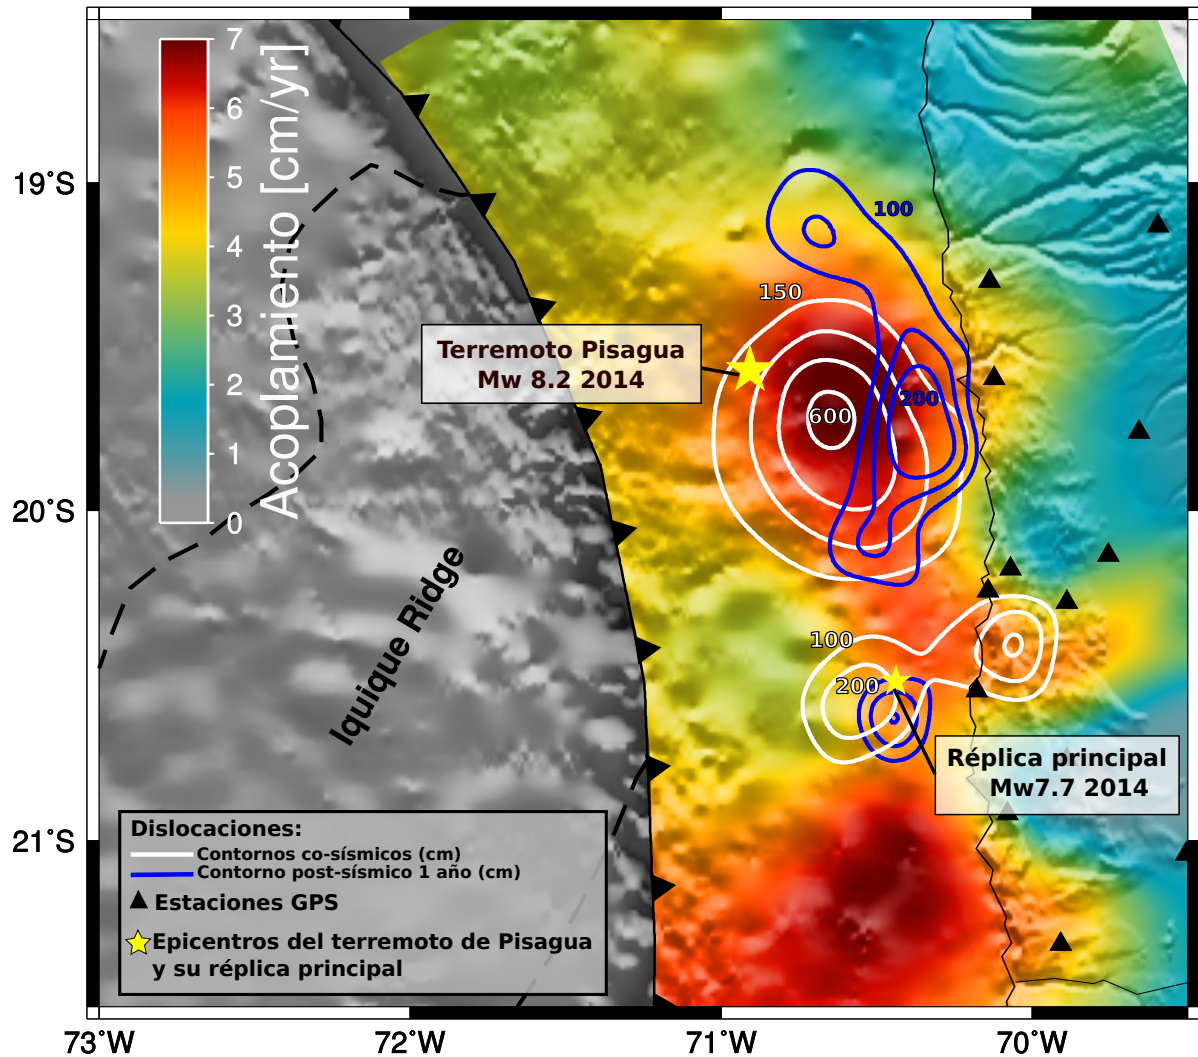 7
6
5
4
3
2
1
0
Acoplamiento [cm/yr]
19°S
20°S
21°S
73°W
72°W
71°W
70°W
100
150
Terremoto Pisagua
Mw 8.2 2014
200
600
100
200
Iquique Ridge
Réplica principal
Mw7.7 2014
Dislocaciones:
Contornos co-sísmicos (cm)
Contorno post-sísmico 1 año (cm)
Estaciones GPS
Epicentros del terremoto de Pisagua
y su réplica principal